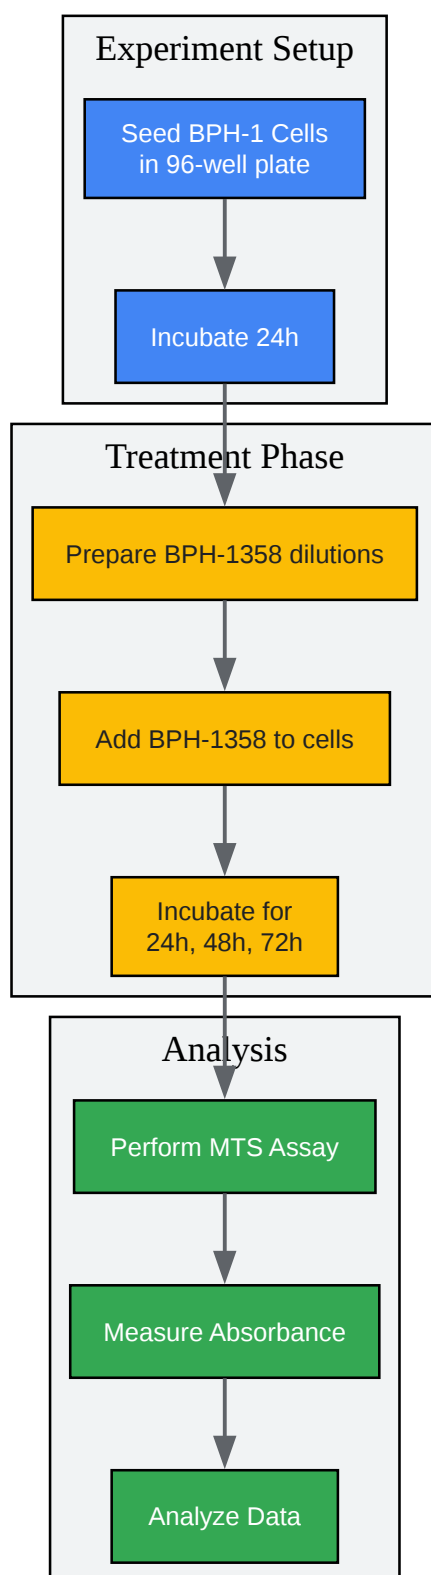 Experiment Setup
Seed BPH-1 Cells
in 96-well plate
Incubate 24h
Treatment Phase
Prepare BPH-1358 dilutions
Add BPH-1358 to cells
Incubate for
24h, 48h, 72h
Analysis
Perform MTS Assay
Measure Absorbance
Analyze Data